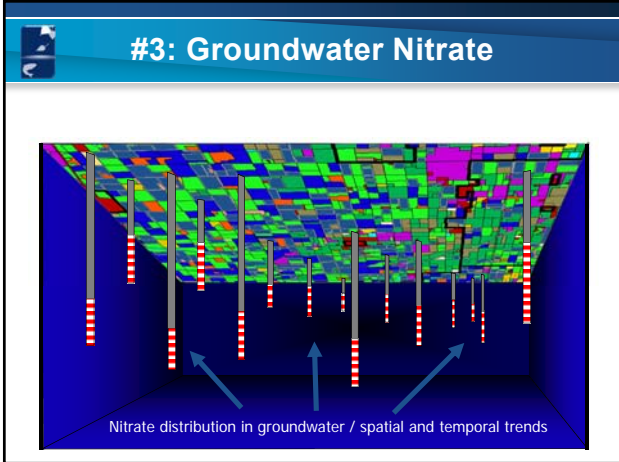 #3: Groundwater Nitrate
Nitrate distribution in groundwater / spatial and temporal trends